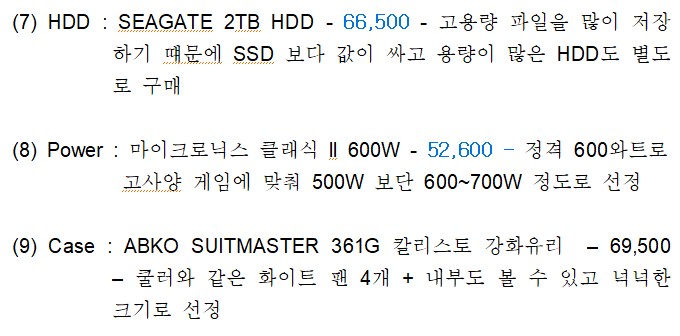 (7) HDD : SEAGATE 2TB HDD - 66,500 - 고용량 파일을 많이 저장
하기 떄문에 SSD 보다 값이 싸고 용량이 많은 HDD도 별도
로 구매
(8) Power : 마이크로닉스 클래식 Ⅱ 600W - 52,600 – 정격 600와트로
고사양 게임에 맞춰 500W 보단 600~700W 정도로 선정
(9) Case : ABKO SUITMASTER 361G 칼리스토 강화유리 – 69,500
– 쿨러와 같은 화이트 팬 4개 + 내부도 볼 수 있고 넉넉한
크기로 선정